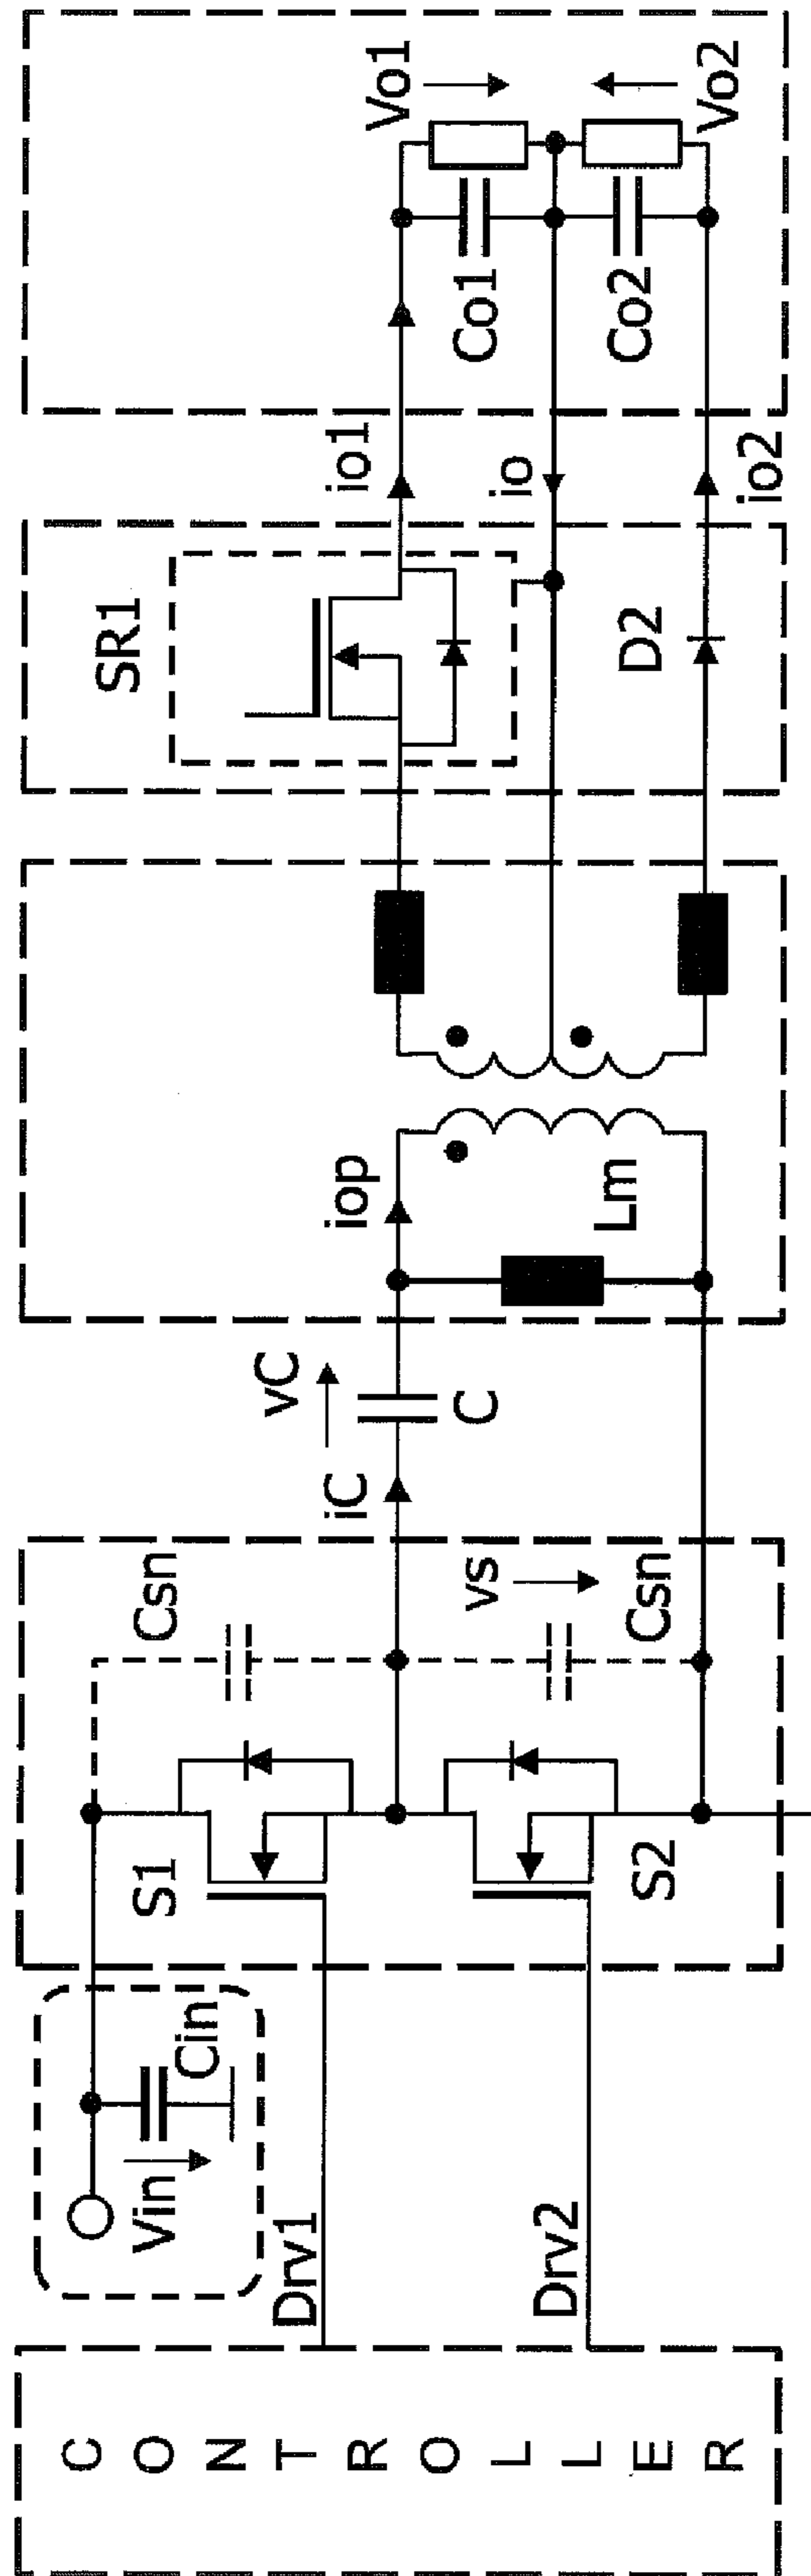 CONTROLLER
Vin
Cin
Drv1
Drv2
S1
S2
Csn
vs
Csn
iC
vC
C
iop
Lm
SR1
D2
io1
io
io2
Co1
Co2
Vo1
Vo2